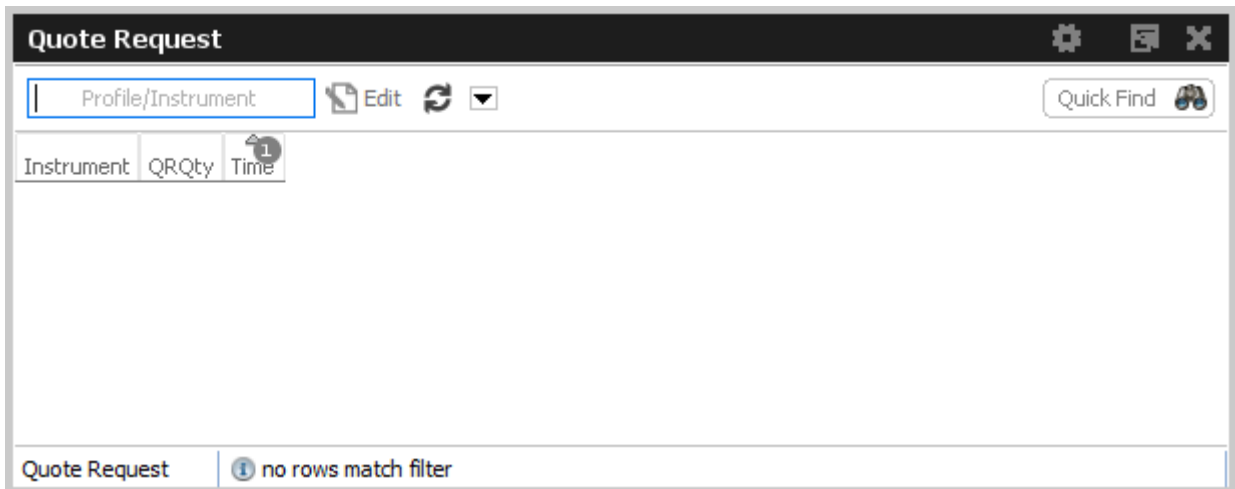 Quote Request
Profile/Instrument Edit Quick Find
Instrument QRQty Time 1
Quote Request no rows match filter